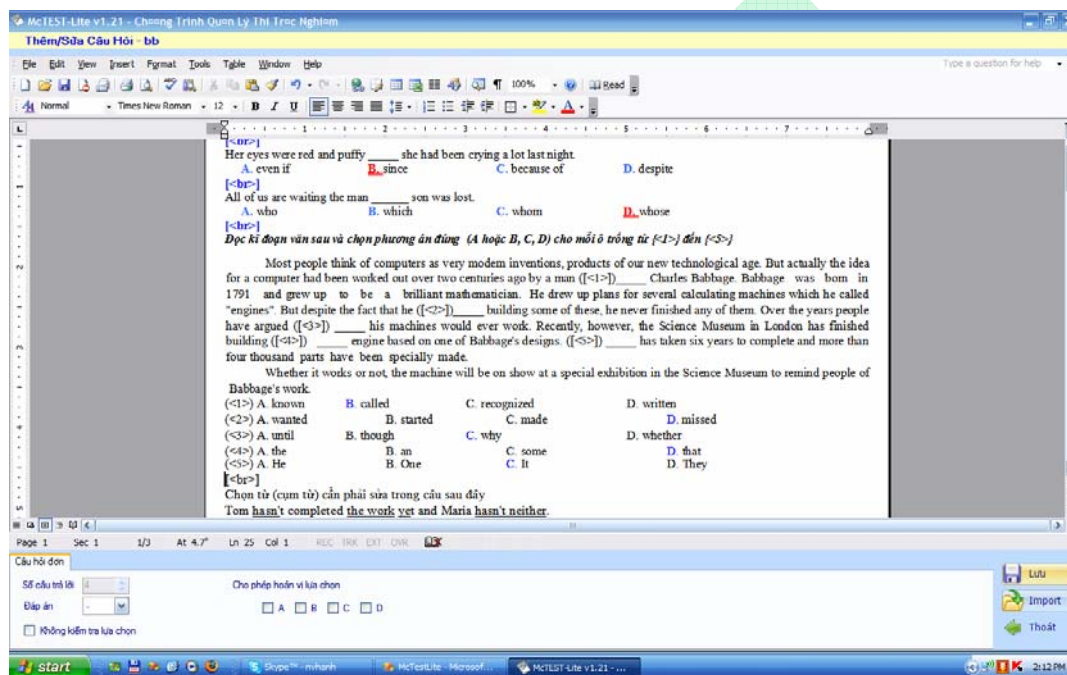 McTEST-Lite v1.21 - Ch¤¤ng Trình Qu¤n Lý Thi Tr¤c Nghi¤m
Thêm/Sửa Câu Hỏi - bb
File Edit View Insert Format Tools Table Window Help Type a question for help
100% Read
Normal Times New Roman 12 B I U
1 2 3 4 5 6 7
[<br>]
Her eyes were red and puffy _____ she had been crying a lot last night.
A. even if B. since C. because of D. despite
[<br>]
All of us are waiting the man ______ son was lost.
A. who B. which C. whom D. whose
[<br>]
Đọc kĩ đoạn văn sau và chọn phương án đúng (A hoặc B, C, D) cho mỗi ô trống từ {<1>} đến {<5>}
Most people think of computers as very modern inventions, products of our new technological age. But actually the idea
for a computer had been worked out over two centuries ago by a man ([<1>])_____ Charles Babbage. Babbage was born in
1791 and grew up to be a brilliant mathematician. He drew up plans for several calculating machines which he called
"engines". But despite the fact that he ([<2>])_____ building some of these, he never finished any of them. Over the years people
have argued ([<3>]) _____ his machines would ever work. Recently, however, the Science Museum in London has finished
building ([<4>]) _____ engine based on one of Babbage's designs. ([<5>]) _____ has taken six years to complete and more than
four thousand parts have been specially made.
Whether it works or not, the machine will be on show at a special exhibition in the Science Museum to remind people of
Babbage's work.
(<1>) A. known B. called C. recognized D. written
(<2>) A. wanted B. started C. made D. missed
(<3>) A. until B. though C. why D. whether
(<4>) A. the B. an C. some D. that
(<5>) A. He B. One C. It D. They
[<br>]
Chọn từ (cụm từ) cần phải sửa trong câu sau đây
Tom hasn't completed the work yet and Maria hasn't neither.
Page 1 Sec 1 1/3 At 4.7" Ln 25 Col 1 REC TRK EXT OVR
Câu hỏi đơn
Số câu trả lời 4 Cho phép hoán vị lựa chon
Đáp án - A B C D
Không kiểm tra lựa chon
Lưu
Import
Thoát
start Skype™ - mhanh McTestLite - Microsof... McTEST-Lite v1.21 - ... 2:12 PM